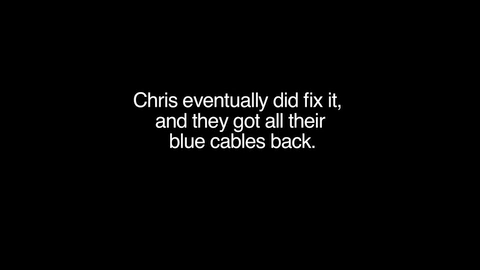 Chris eventually did fix it,
and they got all their
blue cables back.